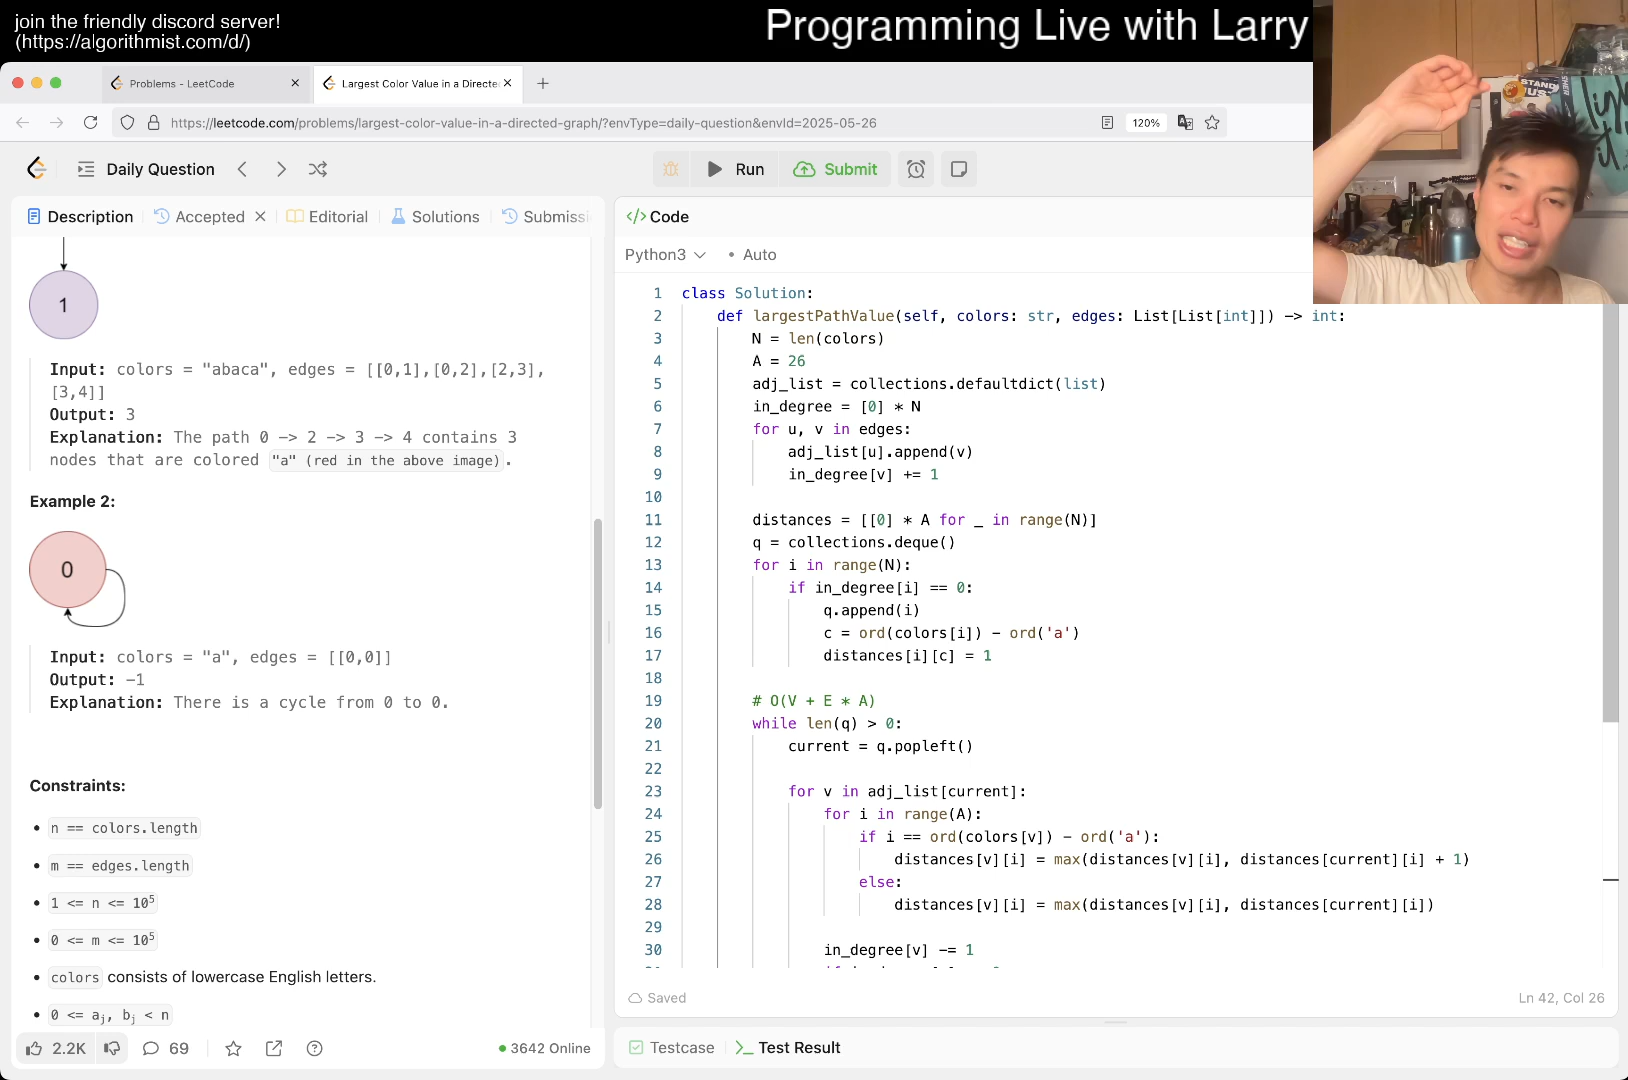 join the friendly discord server!
(https://algorithmist.com/d/)
Programming Live with Larry
Problems - LeetCode
Largest Color Value in a Directe
https://leetcode.com/problems/largest-color-value-in-a-directed-graph/?envType=daily-question&envId=2025-05-26
120%
Daily Question
Run
Submit
Description
Accepted
Editorial
Solutions
Submissi
</> Code
1
Input: colors = "abaca", edges = [[0,1],[0,2],[2,3],
[3,4]]
Output: 3
Explanation: The path 0 -> 2 -> 3 -> 4 contains 3
nodes that are colored "a" (red in the above image).
Example 2:
0
Input: colors = "a", edges = [[0,0]]
Output: -1
Explanation: There is a cycle from 0 to 0.
Constraints:
• n == colors.length
• m == edges.length
• 1 <= n <= 10⁵
• 0 <= m <= 10⁵
• colors consists of lowercase English letters.
• 0 <= aⱼ, bⱼ < n
2.2K
69
3642 Online
Python3
• Auto
1 class Solution:
2 def largestPathValue(self, colors: str, edges: List[List[int]]) -> int:
3 N = len(colors)
4 A = 26
5 adj_list = collections.defaultdict(list)
6 in_degree = [0] * N
7 for u, v in edges:
8 adj_list[u].append(v)
9 in_degree[v] += 1
10
11 distances = [[0] * A for _ in range(N)]
12 q = collections.deque()
13 for i in range(N):
14 if in_degree[i] == 0:
15 q.append(i)
16 c = ord(colors[i]) - ord('a')
17 distances[i][c] = 1
18
19 # O(V + E * A)
20 while len(q) > 0:
21 current = q.popleft()
22
23 for v in adj_list[current]:
24 for i in range(A):
25 if i == ord(colors[v]) - ord('a'):
26 distances[v][i] = max(distances[v][i], distances[current][i] + 1)
27 else:
28 distances[v][i] = max(distances[v][i], distances[current][i])
29
30 in_degree[v] -= 1
Saved
Ln 42, Col 26
Testcase
Test Result